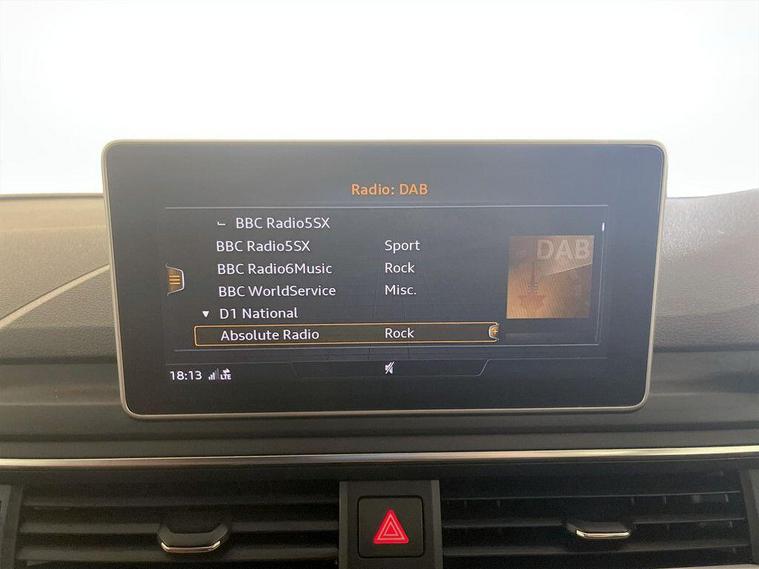 Radio: DAB
BBC Radio5SX
BBC Radio5SX Sport
BBC Radio6Music Rock
BBC WorldService Misc.
D1 National
Absolute Radio Rock
DAB
18:13 LTE